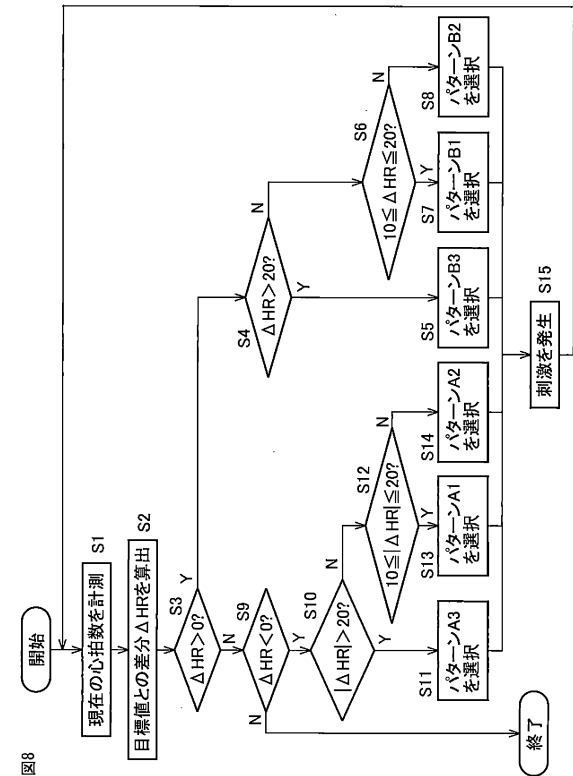 図8
開始
現在の心拍数を計測
S1
目標値との差分ΔHRを算出
S2
ΔHR＞0?
S3
Y
N
ΔHR＞20?
S4
N
Y
10≦ΔHR≦20?
S6
N
Y
ΔHR＜0?
S9
N
Y
|ΔHR|＞20?
S10
N
Y
10≦|ΔHR|≦20?
S12
N
Y
S11
パターンA3
を選択
S13
パターンA1
を選択
S14
パターンA2
を選択
S5
パターンB3
を選択
S7
パターンB1
を選択
S8
パターンB2
を選択
刺激を発生
S15
終了